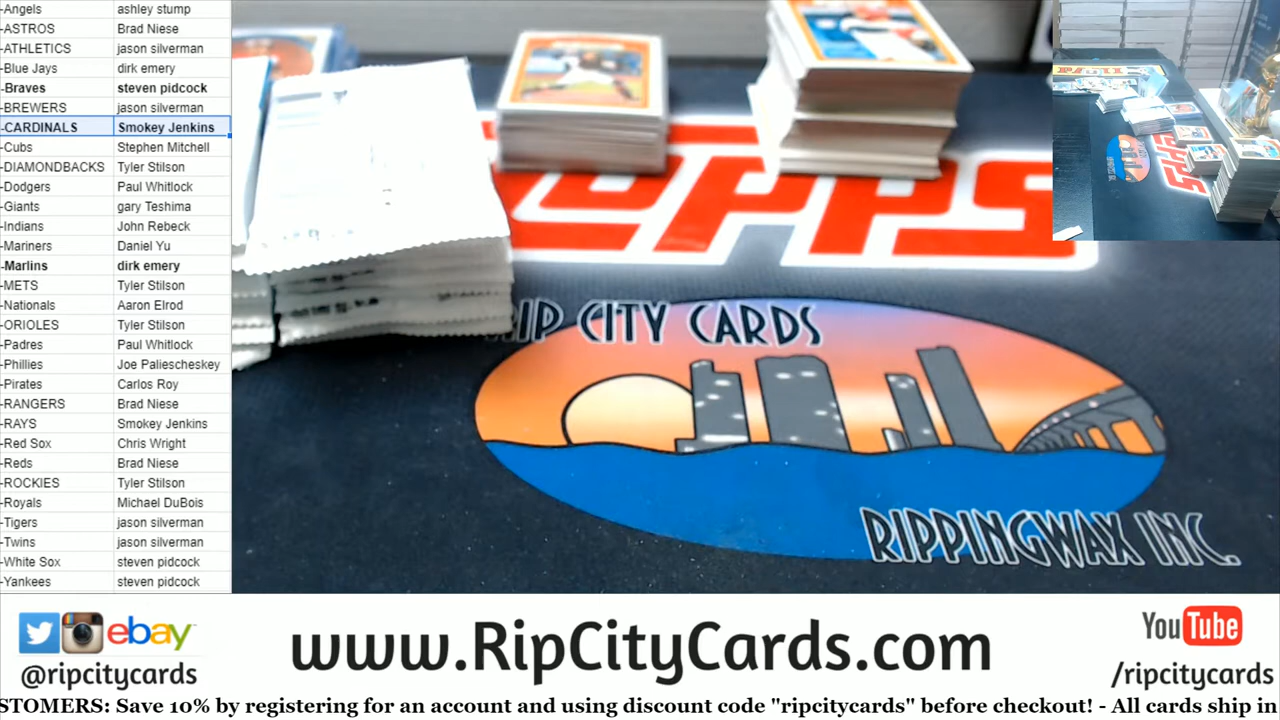 -Angels ashley stump
-ASTROS Brad Niese
-ATHLETICS jason silverman
-Blue Jays dirk emery
-Braves steven pidcock
-BREWERS jason silverman
-CARDINALS Smokey Jenkins
-Cubs Stephen Mitchell
-DIAMONDBACKS Tyler Stilson
-Dodgers Paul Whitlock
-Giants gary Teshima
-Indians John Rebeck
-Mariners Daniel Yu
-Marlins dirk emery
-METS Tyler Stilson
-Nationals Aaron Elrod
-ORIOLES Tyler Stilson
-Padres Paul Whitlock
-Phillies Joe Paliescheskey
-Pirates Carlos Roy
-RANGERS Brad Niese
-RAYS Smokey Jenkins
-Red Sox Chris Wright
-Reds Brad Niese
-ROCKIES Tyler Stilson
-Royals Michael DuBois
-Tigers jason silverman
-Twins jason silverman
-White Sox steven pidcock
-Yankees steven pidcock
TOPPS
RIP CITY CARDS
RIPPINGWAX INC.
ebay
@ripcitycards
www.RipCityCards.com
YouTube
/ripcitycards
STOMERS: Save 10% by registering for an account and using discount code "ripcitycards" before checkout! - All cards ship in